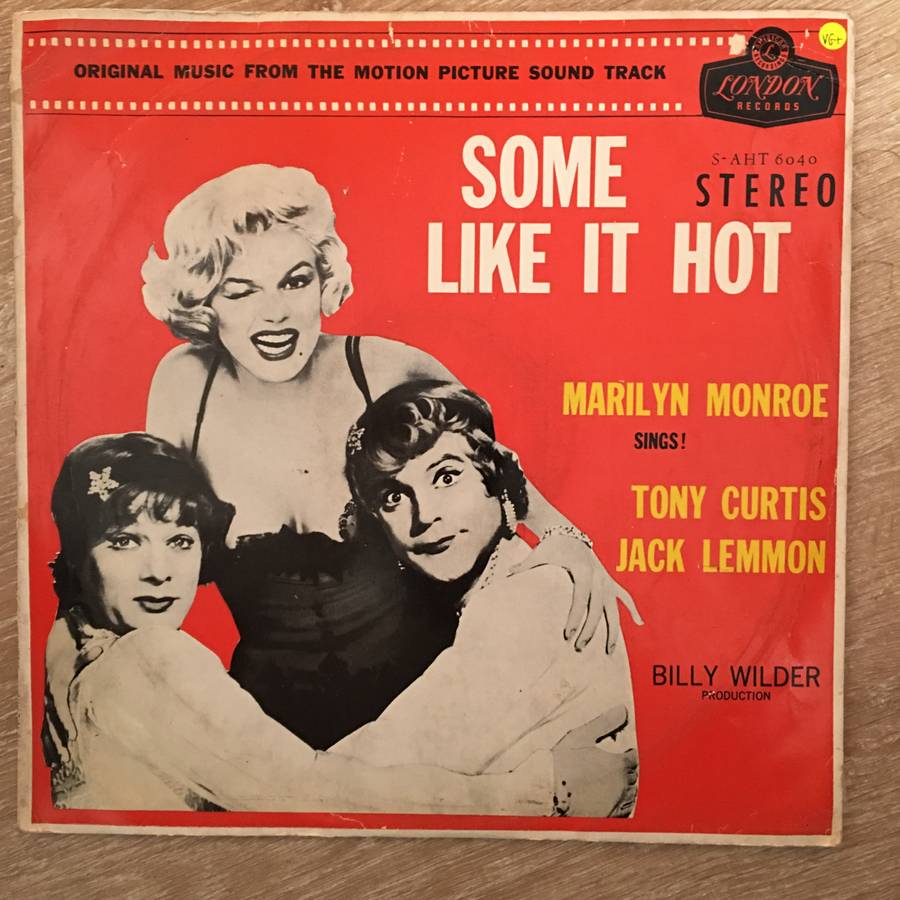 ORIGINAL MUSIC FROM THE MOTION PICTURE SOUND TRACK
VG+
L
LONDON
RECORDS
S-AHT 6040
STEREO
SOME
LIKE IT HOT
MARILYN MONROE
SINGS!
TONY CURTIS
JACK LEMMON
BILLY WILDER
PRODUCTION